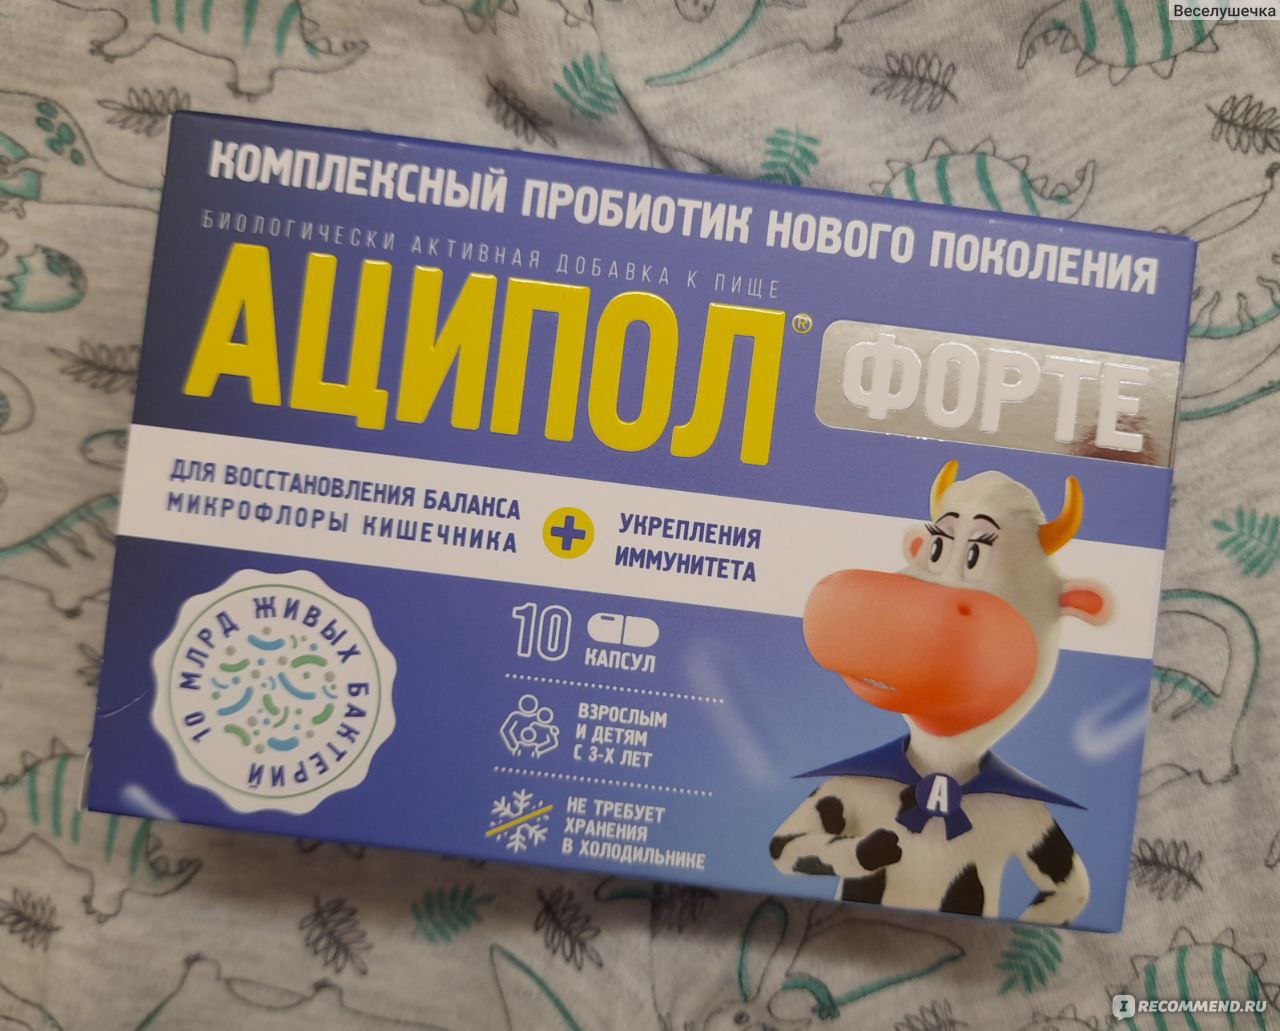 Веселушечка
КОМПЛЕКСНЫЙ ПРОБИОТИК НОВОГО ПОКОЛЕНИЯ
БИОЛОГИЧЕСКИ АКТИВНАЯ ДОБАВКА К ПИЩЕ
АЦИПОЛ® ФОРТЕ
ДЛЯ ВОССТАНОВЛЕНИЯ БАЛАНСА
МИКРОФЛОРЫ КИШЕЧНИКА
+
УКРЕПЛЕНИЯ
ИММУНИТЕТА
10 МЛРД ЖИВЫХ БАКТЕРИЙ
10
КАПСУЛ
ВЗРОСЛЫМ
И ДЕТЯМ
С 3-Х ЛЕТ
НЕ ТРЕБУЕТ
ХРАНЕНИЯ
В ХОЛОДИЛЬНИКЕ
А
IRECOMMEND.RU